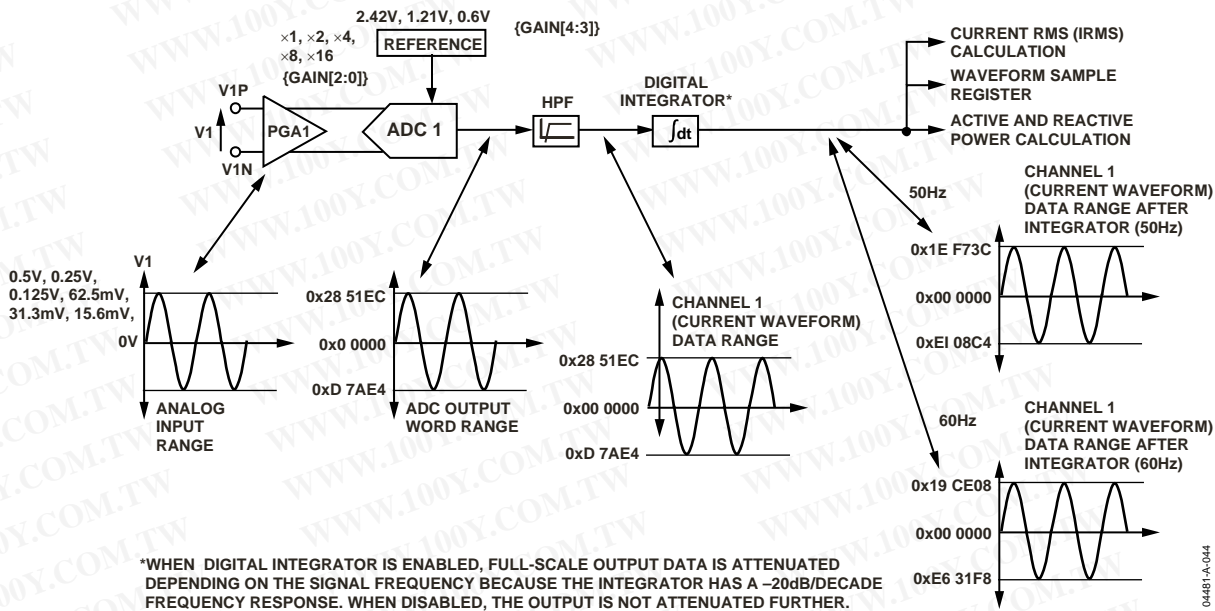 2.42V, 1.21V, 0.6V
{GAIN[4:3]}
×1, ×2, ×4,
×8, ×16
{GAIN[2:0]}
REFERENCE
V1P
V1
V1N
PGA1
ADC 1
HPF
DIGITAL
INTEGRATOR*
∫dt
CURRENT RMS (IRMS)
CALCULATION
WAVEFORM SAMPLE
REGISTER
ACTIVE AND REACTIVE
POWER CALCULATION
50Hz
CHANNEL 1
(CURRENT WAVEFORM)
DATA RANGE AFTER
INTEGRATOR (50Hz)
0x1E F73C
0x00 0000
0xEI 08C4
V1
0.5V, 0.25V,
0.125V, 62.5mV,
31.3mV, 15.6mV,
0V
ANALOG
INPUT
RANGE
0x28 51EC
0x0 0000
0xD 7AE4
ADC OUTPUT
WORD RANGE
CHANNEL 1
(CURRENT WAVEFORM)
DATA RANGE
0x28 51EC
0x00 0000
0xD 7AE4
60Hz
CHANNEL 1
(CURRENT WAVEFORM)
DATA RANGE AFTER
INTEGRATOR (60Hz)
0x19 CE08
0x00 0000
0xE6 31F8
*WHEN DIGITAL INTEGRATOR IS ENABLED, FULL-SCALE OUTPUT DATA IS ATTENUATED
DEPENDING ON THE SIGNAL FREQUENCY BECAUSE THE INTEGRATOR HAS A –20dB/DECADE
FREQUENCY RESPONSE. WHEN DISABLED, THE OUTPUT IS NOT ATTENUATED FURTHER.
04481-A-044
WWW.100Y.COM.TW